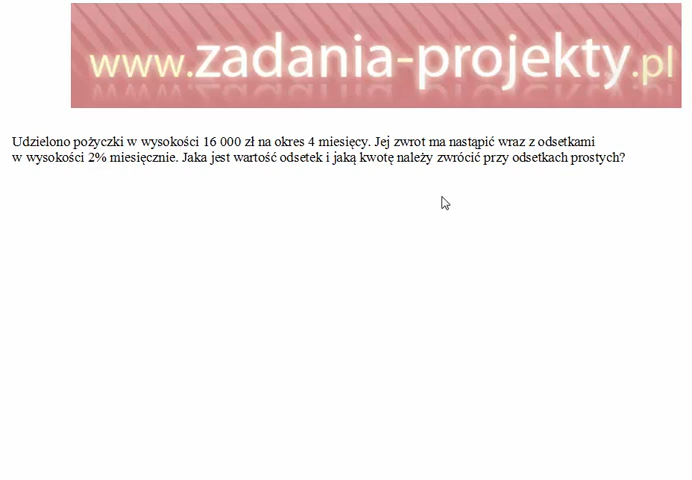 www.zadania-projekty.pl
Udzielono pożyczki w wysokości 16 000 zł na okres 4 miesięcy. Jej zwrot ma nastąpić wraz z odsetkami
w wysokości 2% miesięcznie. Jaka jest wartość odsetek i jaką kwotę należy zwrócić przy odsetkach prostych?